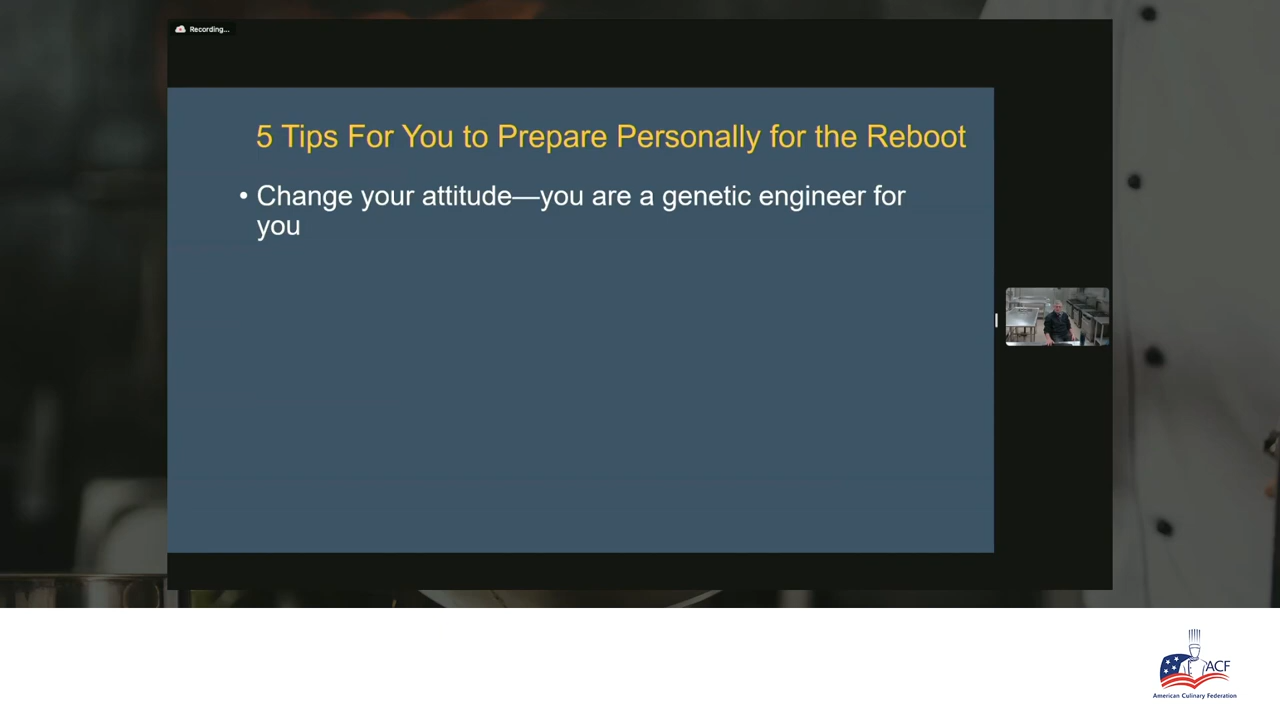 Recording...
5 Tips For You to Prepare Personally for the Reboot
• Change your attitude—you are a genetic engineer for
you
ACF
American Culinary Federation